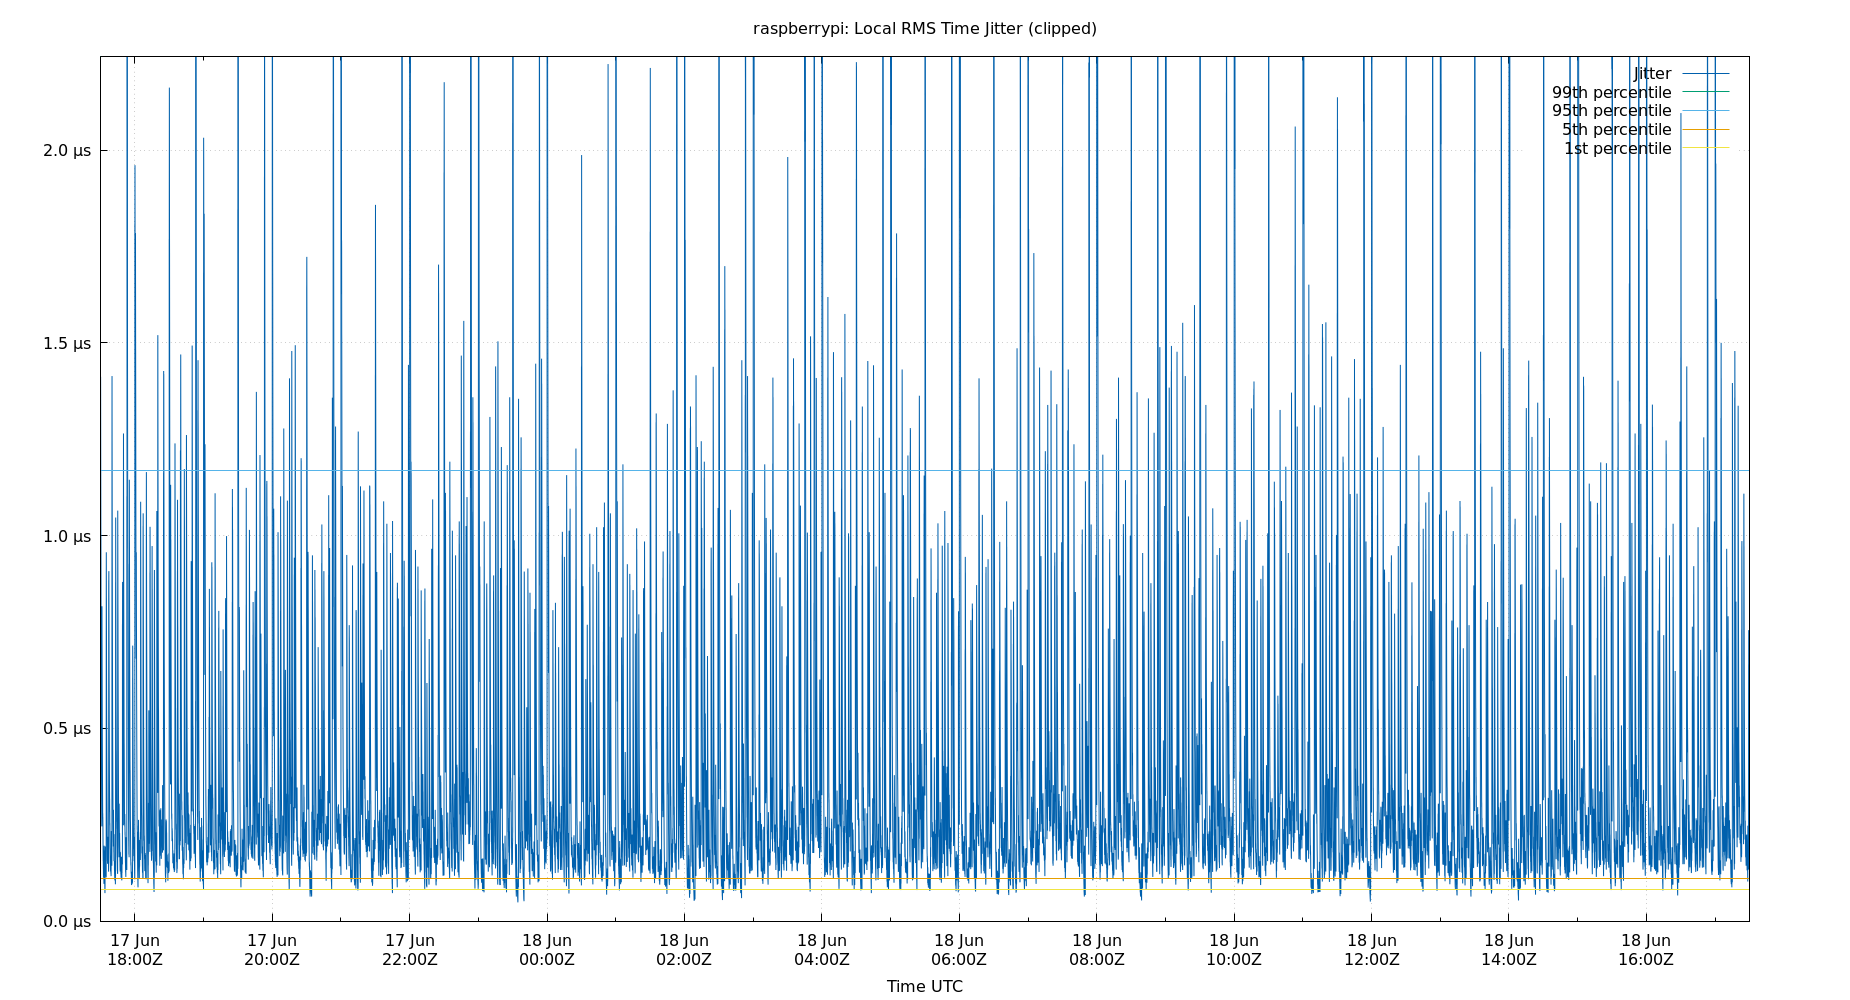 raspberrypi: Local RMS Time Jitter (clipped)
Jitter
99th percentile
95th percentile
5th percentile
1st percentile
2.0 µs
1.5 µs
1.0 µs
0.5 µs
0.0 µs
17 Jun 17 Jun 17 Jun 18 Jun 18 Jun 18 Jun 18 Jun 18 Jun 18 Jun 18 Jun 18 Jun 18 Jun
18:00Z 20:00Z 22:00Z 00:00Z 02:00Z 04:00Z 06:00Z 08:00Z 10:00Z 12:00Z 14:00Z 16:00Z
Time UTC